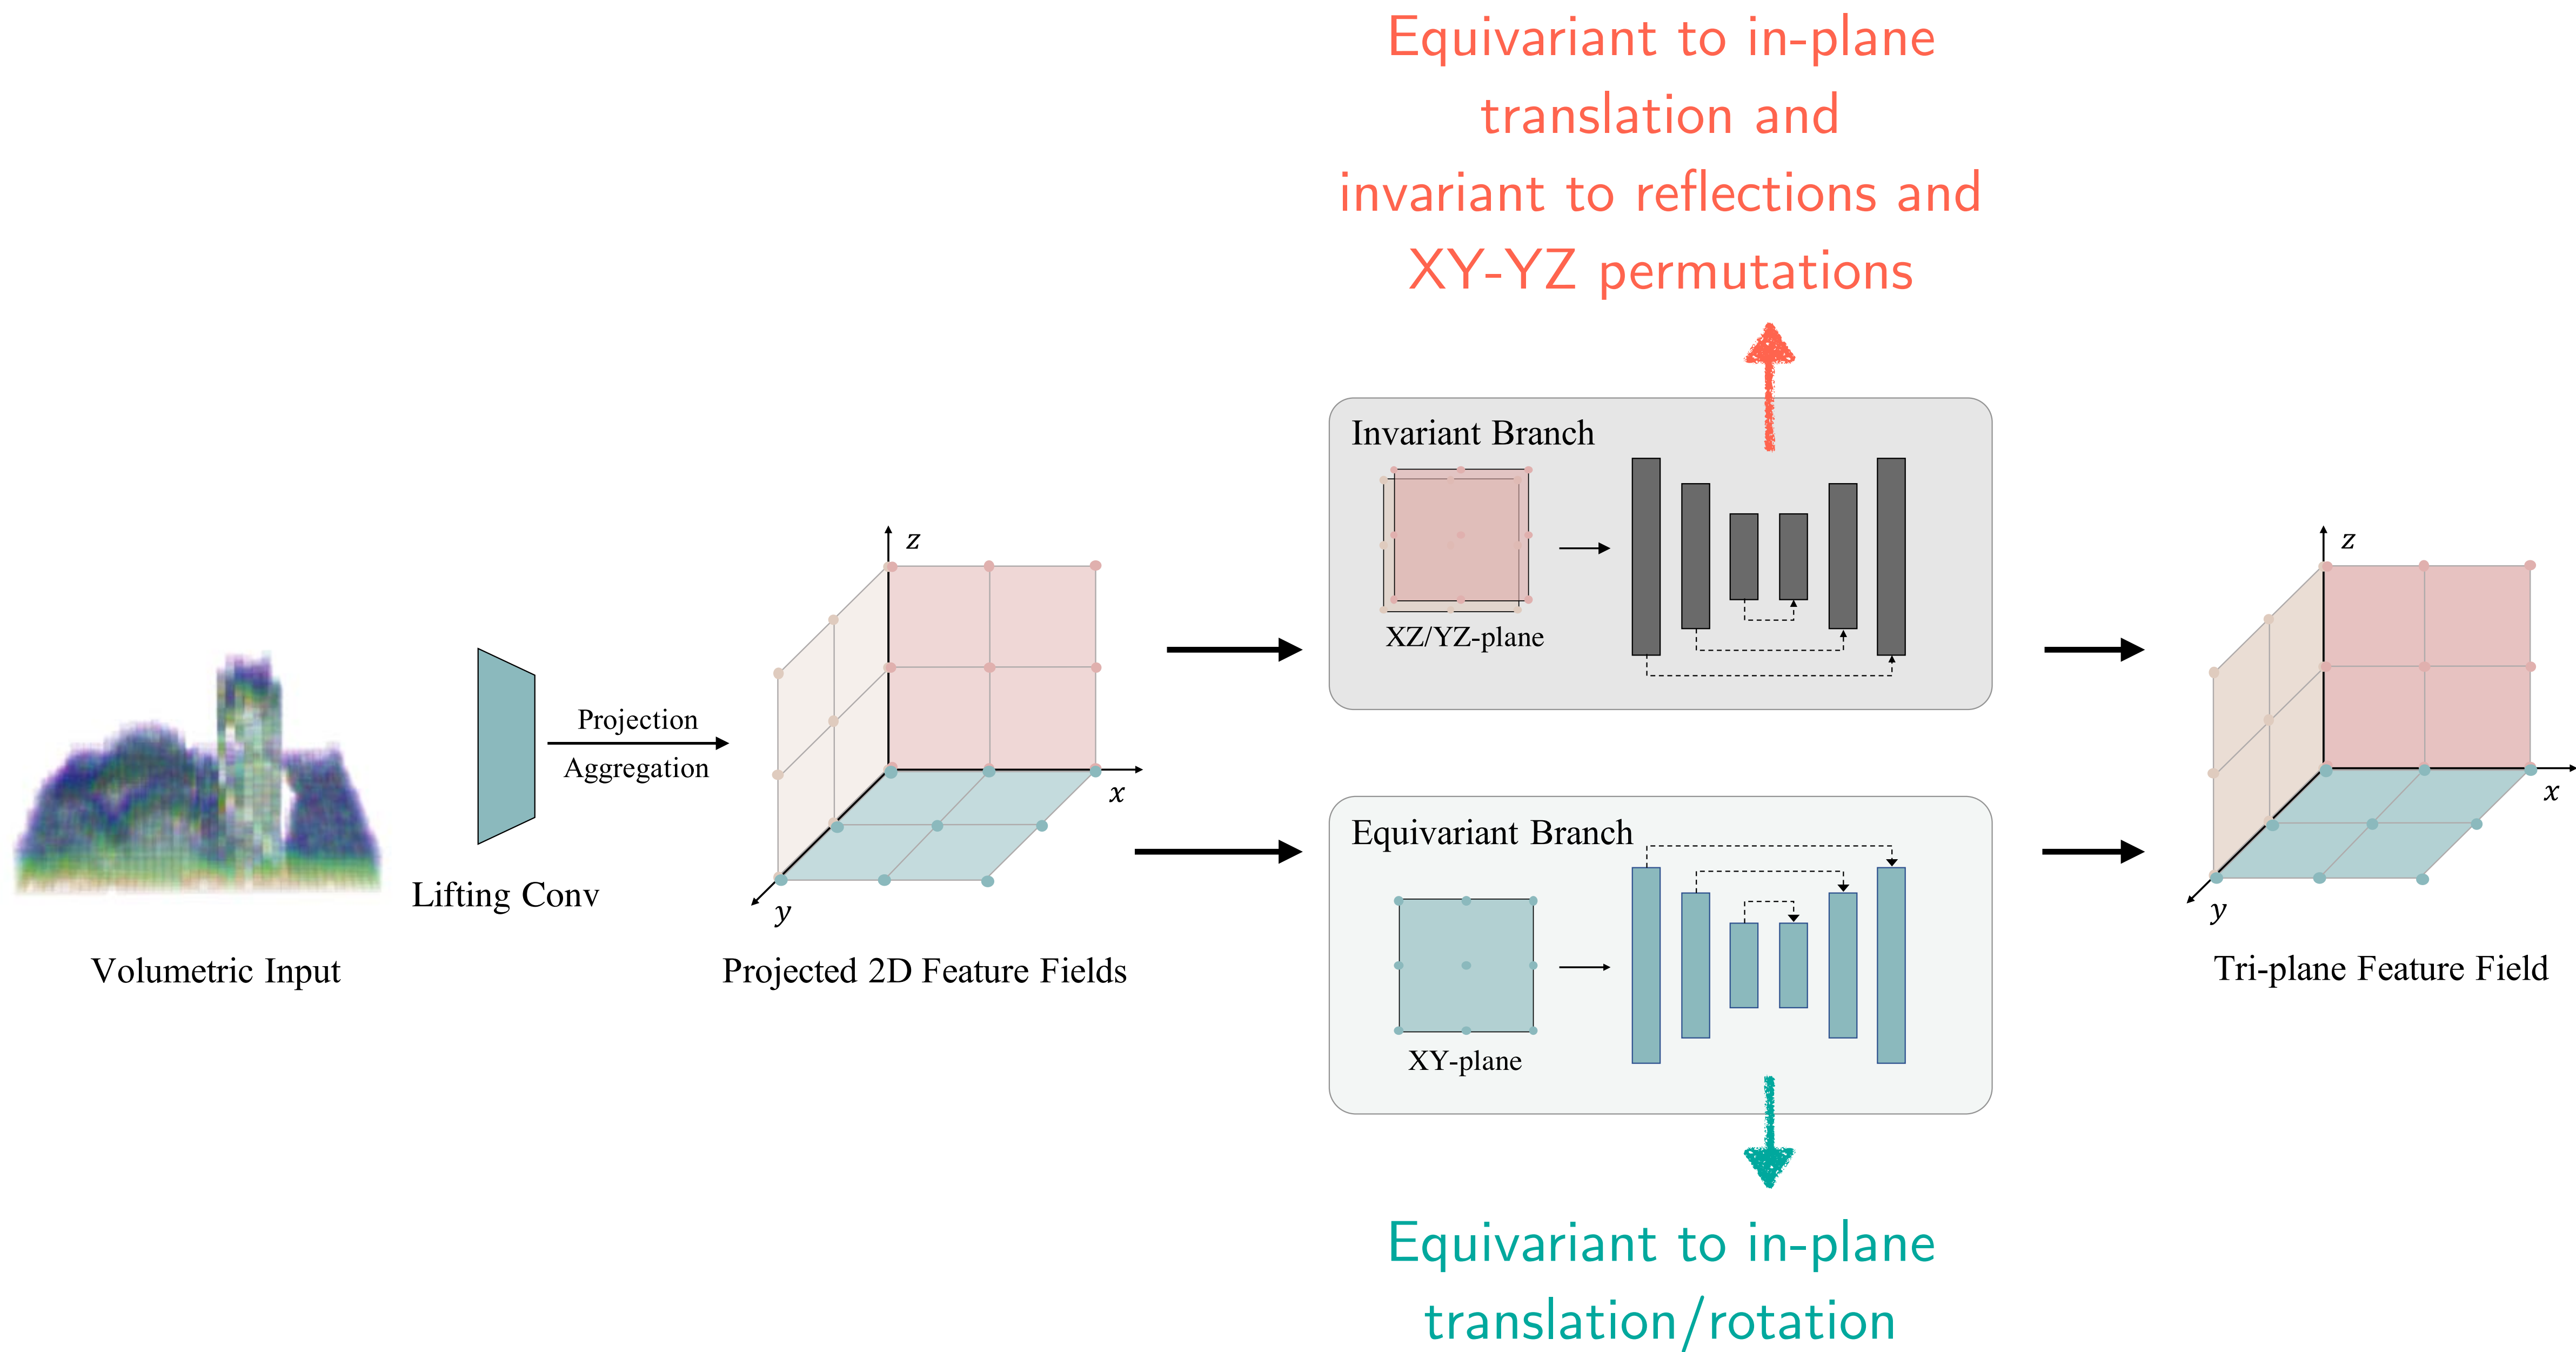 Equivariant to in-plane
translation and
invariant to reflections and
XY-YZ permutations
Invariant Branch
XZ/YZ-plane
z
x
y
Projection
Aggregation
Lifting Conv
Volumetric Input
Projected 2D Feature Fields
Equivariant Branch
XY-plane
z
x
y
Tri-plane Feature Field
Equivariant to in-plane
translation/rotation